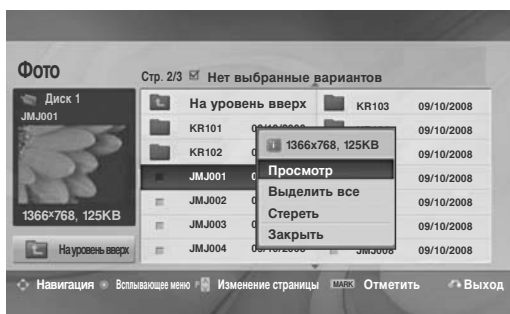 Фото
Стр. 2/3 Нет выбранные вариантов
Диск 1
JMJ001
1366x768, 125KB
На уровень вверх
На уровень вверх
KR101
KR102
JMJ001
JMJ002
JMJ003
JMJ004
KR103 09/10/2008
09/10/2008
09/10/2008
09/10/2008
09/10/2008
09/10/2008
JMJ008 09/10/2008
1366x768, 125KB
Просмотр
Выделить все
Стереть
Закрыть
Навигация Всплывающее меню P Изменение страницы MARK Отметить Выход